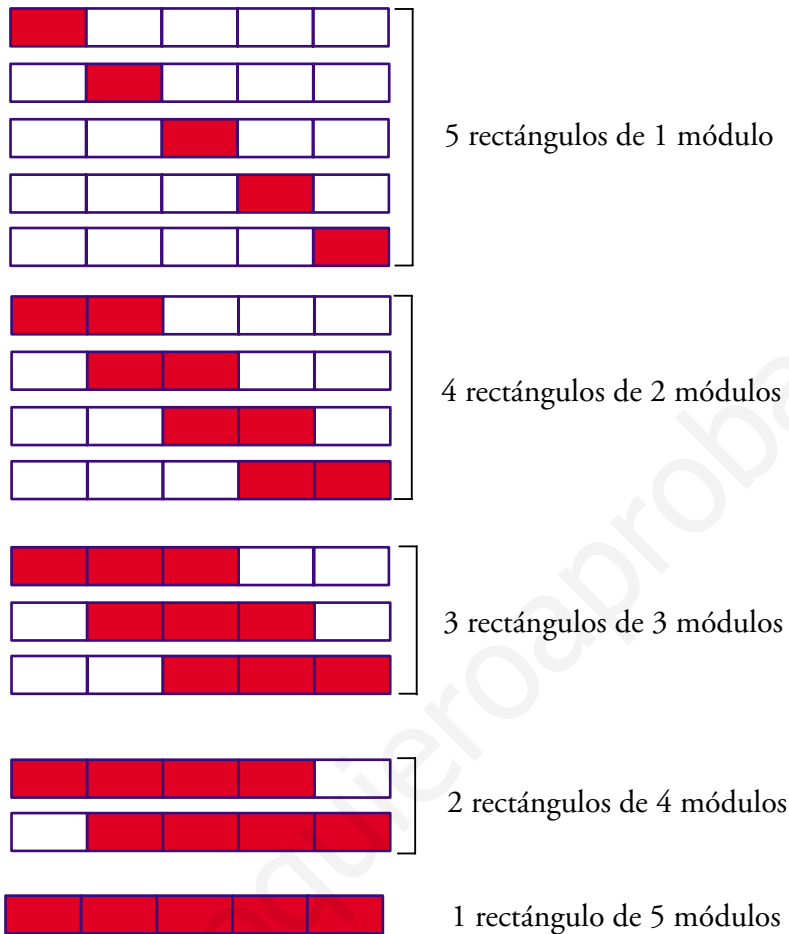 5 rectángulos de 1 módulo
4 rectángulos de 2 módulos
3 rectángulos de 3 módulos
2 rectángulos de 4 módulos
1 rectángulo de 5 módulos